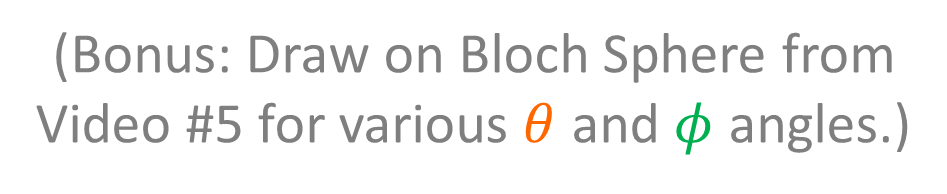 (Bonus: Draw on Bloch Sphere from
Video #5 for various θ and ϕ angles.)